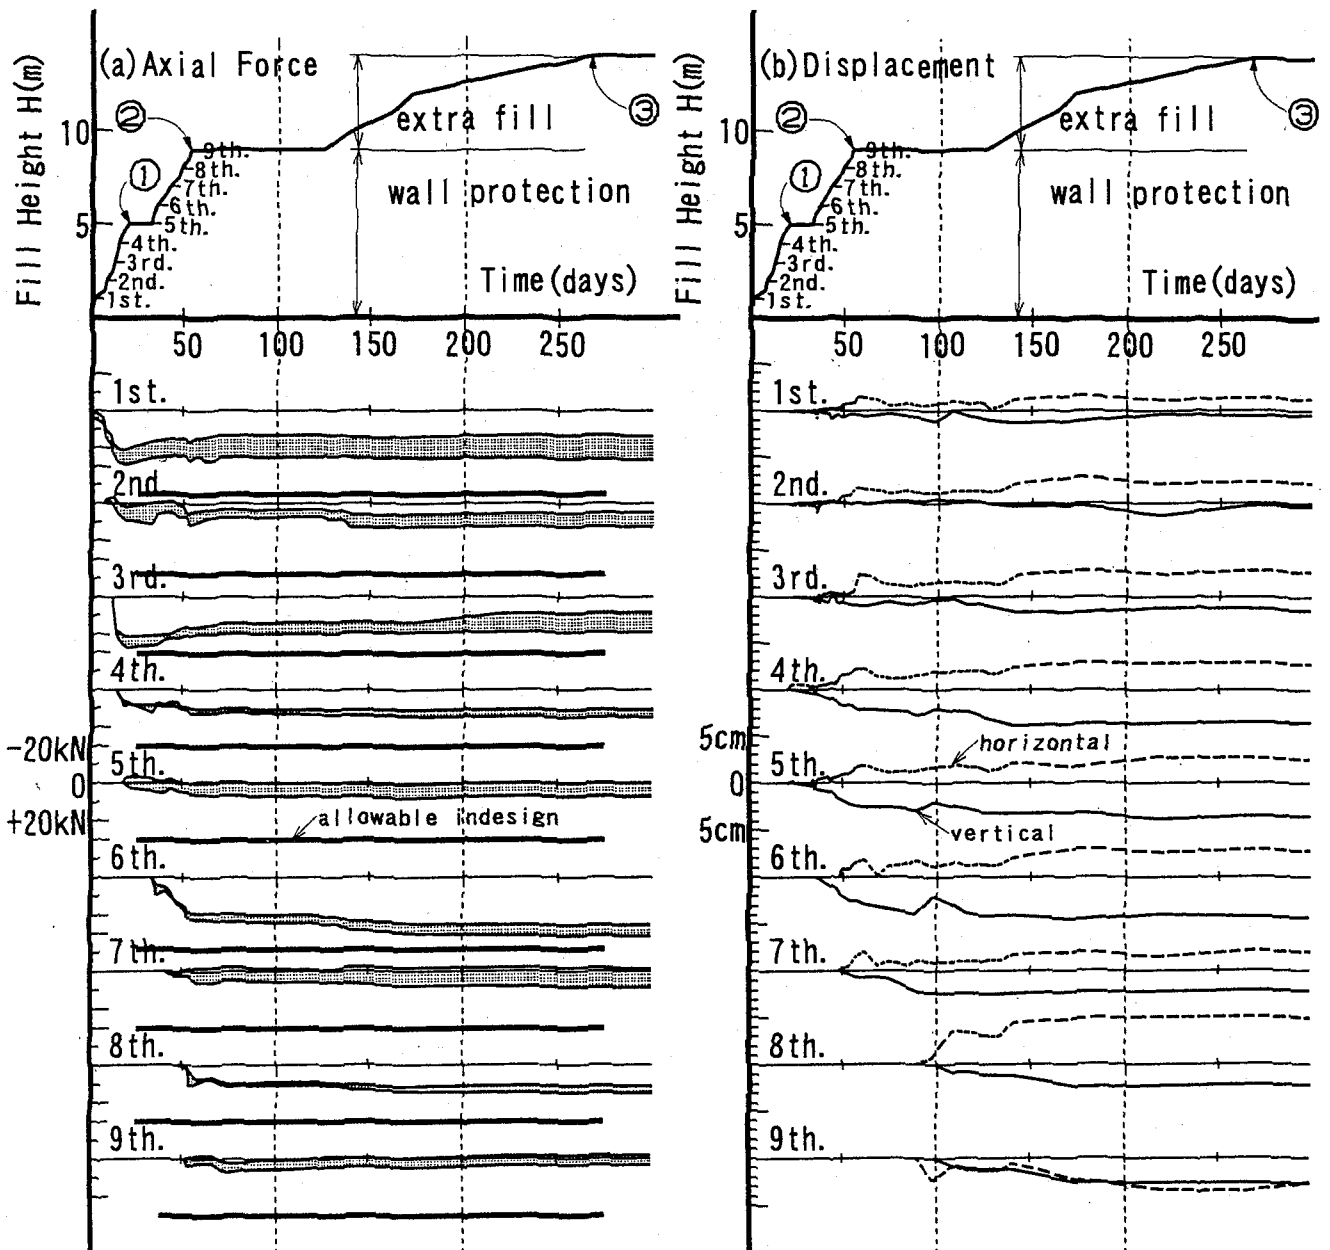 (a)Axial Force
Fill Height H(m)
10
5
②
①
③
extra fill
wall protection
9th.
8th.
7th.
6th.
5th.
4th.
3rd.
2nd.
1st.
Time(days)
50 100 150 200 250
1st.
2nd
3rd.
4th.
-20kN
5th.
0
+20kN
allowable indesign
6th.
7th.
8th.
9th.
(b)Displacement
Fill Height H(m)
10
5
②
①
③
extra fill
wall protection
9th.
8th.
7th.
6th.
5th.
4th.
3rd.
2nd.
1st.
Time(days)
50 100 150 200 250
1st.
2nd.
3rd.
4th.
5cm
horizontal
5th.
0
5cm
vertical
6th.
7th.
8th.
9th.